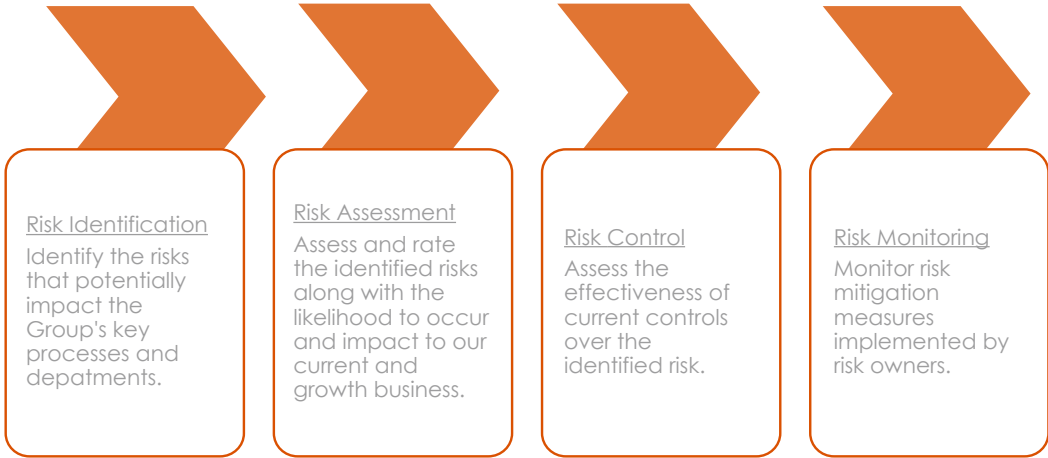 Risk Identification
Identify the risks
that potentially
impact the
Group's key
processes and
depatments.
Risk Assessment
Assess and rate
the identified risks
along with the
likelihood to occur
and impact to our
current and
growth business.
Risk Control
Assess the
effectiveness of
current controls
over the
identified risk.
Risk Monitoring
Monitor risk
mitigation
measures
implemented by
risk owners.